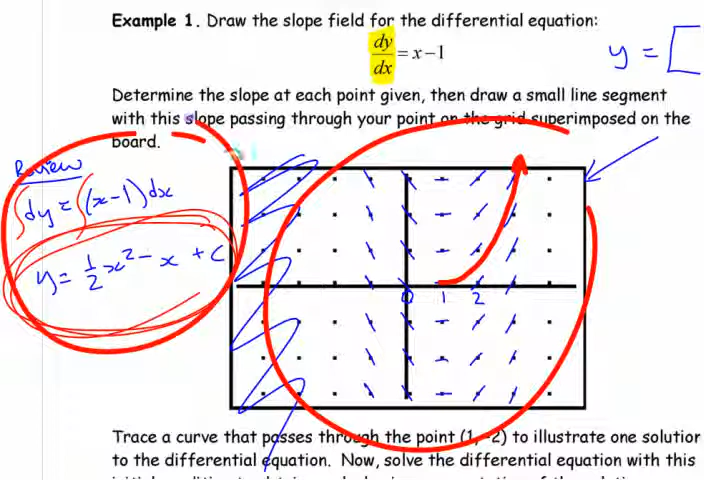 Example 1. Draw the slope field for the differential equation:
dy/dx = x-1
y = [
Determine the slope at each point given, then draw a small line segment
with this slope passing through your point on the grid superimposed on the
board.
Review
∫dy = ∫(x-1)dx
y = 1/2 x² - x + C
0 1 2
Trace a curve that passes through the point (1,-2) to illustrate one solution
to the differential equation. Now, solve the differential equation with this